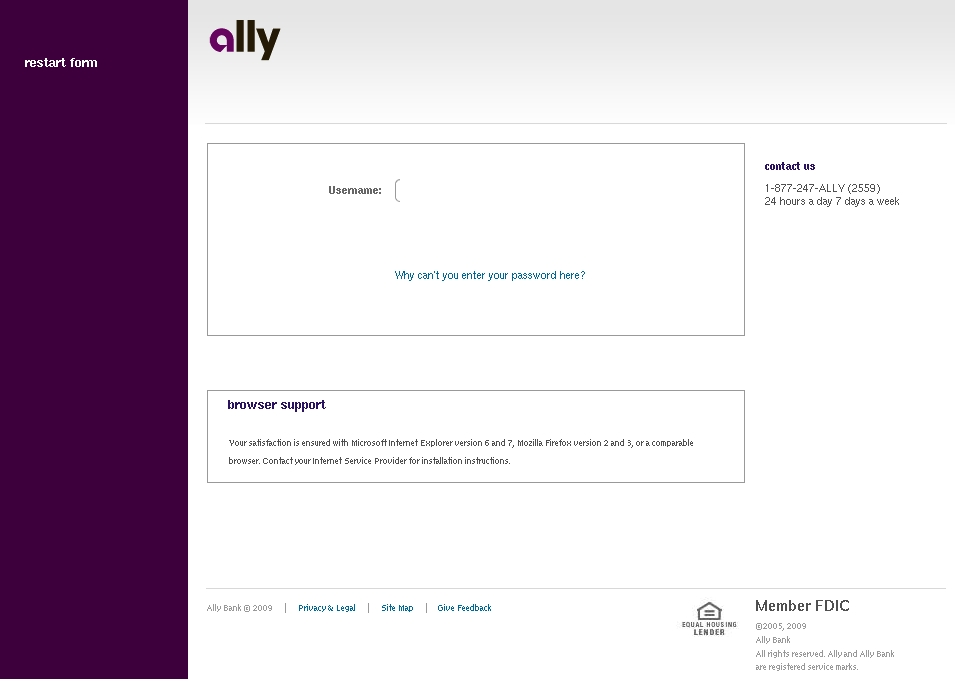 restart form
ally
contact us
1-877-247-ALLY (2559)
24 hours a day 7 days a week
Username:
Why can't you enter your password here?
browser support
Your satisfaction is ensured with Microsoft Internet Explorer version 6 and 7, Mozilla Firefox version 2 and 3, or a comparable
browser. Contact your Internet Service Provider for installation instructions.
Ally Bank © 2009 | Privacy & Legal | Site Map | Give Feedback
EQUAL HOUSING
LENDER
Member FDIC
©2005, 2009
Ally Bank
All rights reserved. Ally and Ally Bank
are registered service marks.